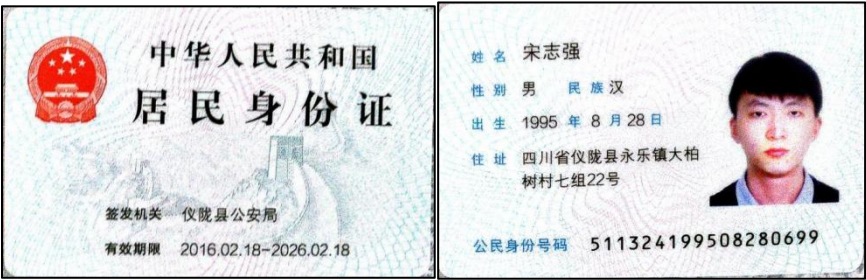 中华人民共和国
居民身份证
签发机关 仪陇县公安局
有效期限 2016.02.18-2026.02.18
姓名 宋志强
性别 男 民族 汉
出生 1995 年 8 月 28 日
住址 四川省仪陇县永乐镇大柏
树村七组22号
公民身份号码 511324199508280699